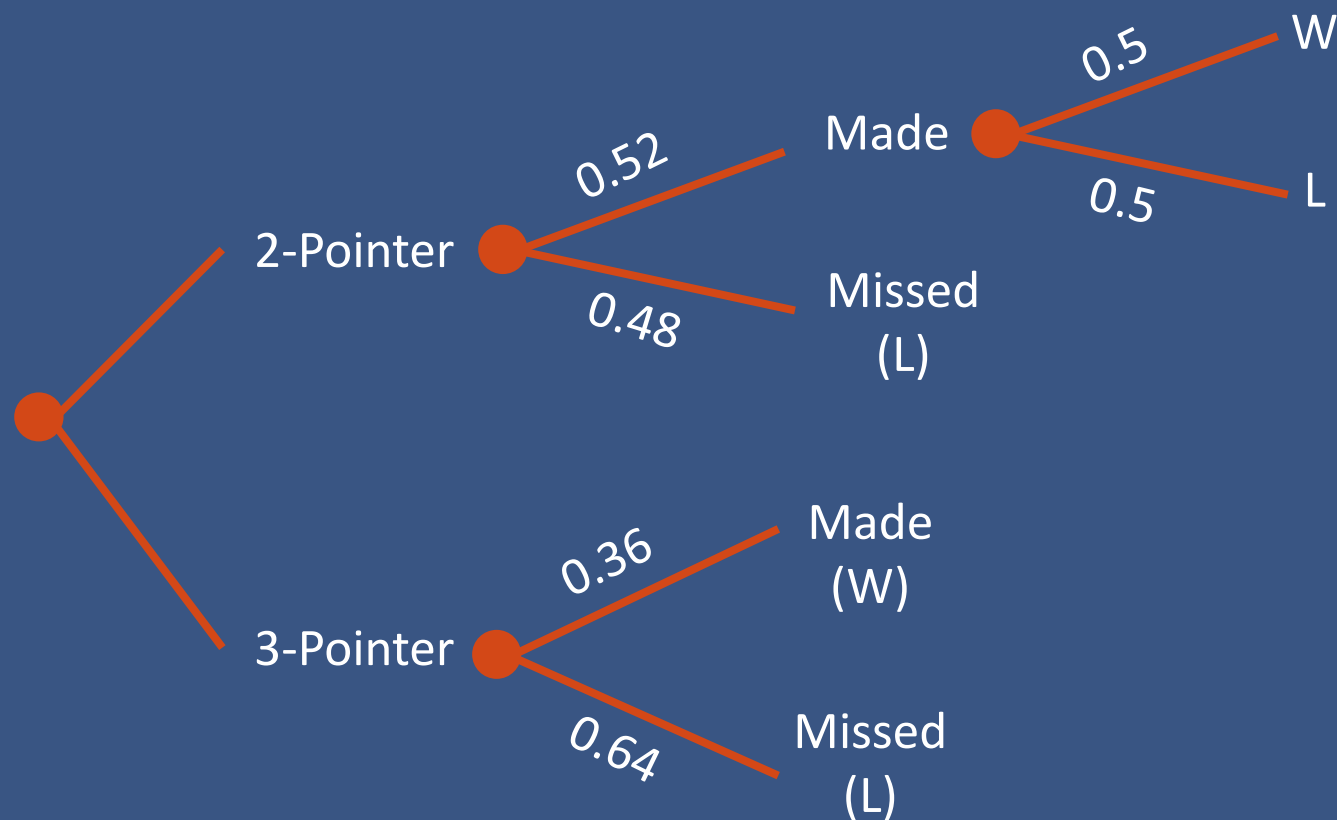 W
0.5
Made
0.5
L
0.52
2-Pointer
0.48
Missed
(L)
0.36
Made
(W)
3-Pointer
0.64
Missed
(L)